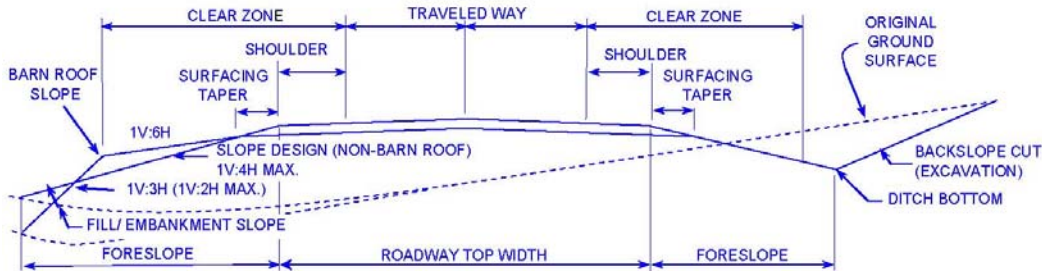 CLEAR ZONE
TRAVELED WAY
CLEAR ZONE
ORIGINAL
GROUND
SURFACE
SHOULDER
SHOULDER
BARN ROOF
SLOPE
SURFACING
TAPER
SURFACING
TAPER
1V:6H
SLOPE DESIGN (NON-BARN ROOF)
1V:4H MAX.
BACKSLOPE CUT
(EXCAVATION)
1V:3H (1V:2H MAX.)
DITCH BOTTOM
FILL/ EMBANKMENT SLOPE
FORESLOPE
ROADWAY TOP WIDTH
FORESLOPE